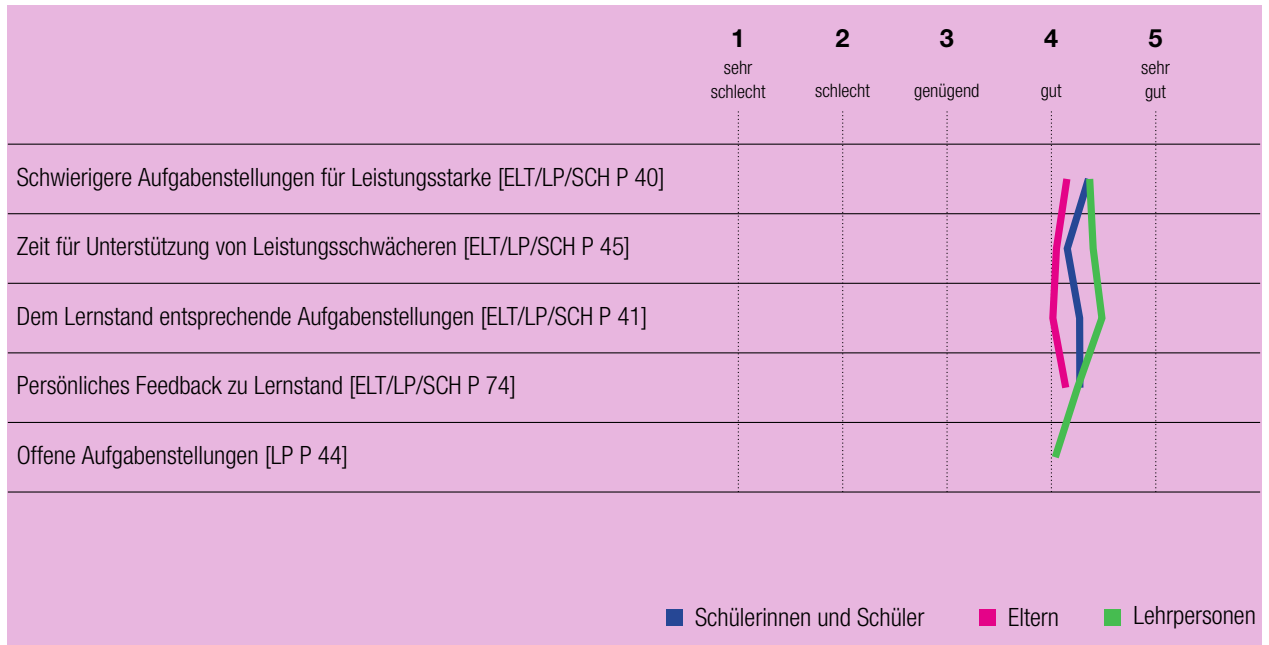 1 2 3 4 5
sehr schlecht schlecht genügend gut sehr gut
Schwierigere Aufgabenstellungen für Leistungsstarke [ELT/LP/SCH P 40]
Zeit für Unterstützung von Leistungsschwächeren [ELT/LP/SCH P 45]
Dem Lernstand entsprechende Aufgabenstellungen [ELT/LP/SCH P 41]
Persönliches Feedback zu Lernstand [ELT/LP/SCH P 74]
Offene Aufgabenstellungen [LP P 44]
Schülerinnen und Schüler Eltern Lehrpersonen